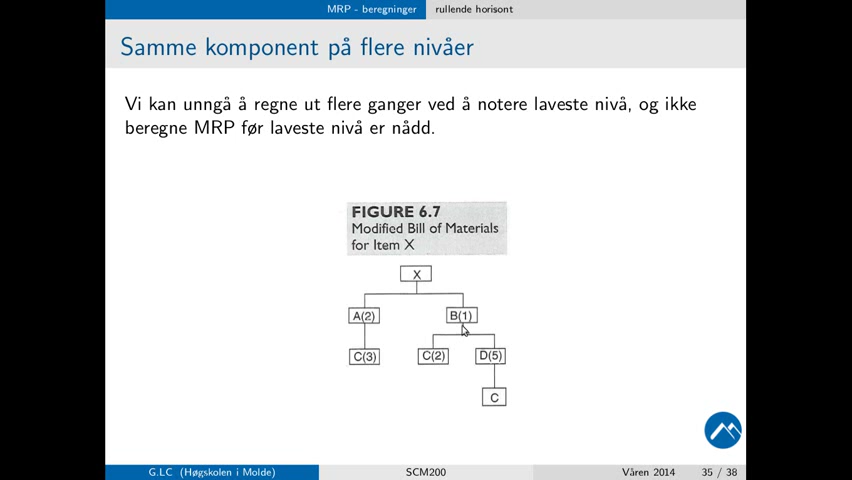 MRP - beregninger rullende horisont
Samme komponent på flere nivåer
Vi kan unngå å regne ut flere ganger ved å notere laveste nivå, og ikke
beregne MRP før laveste nivå er nådd.
FIGURE 6.7
Modified Bill of Materials
for Item X
X
A(2) B(1)
C(3) C(2) D(5)
C
G.LC (Høgskolen i Molde) SCM200 Våren 2014 35 / 38